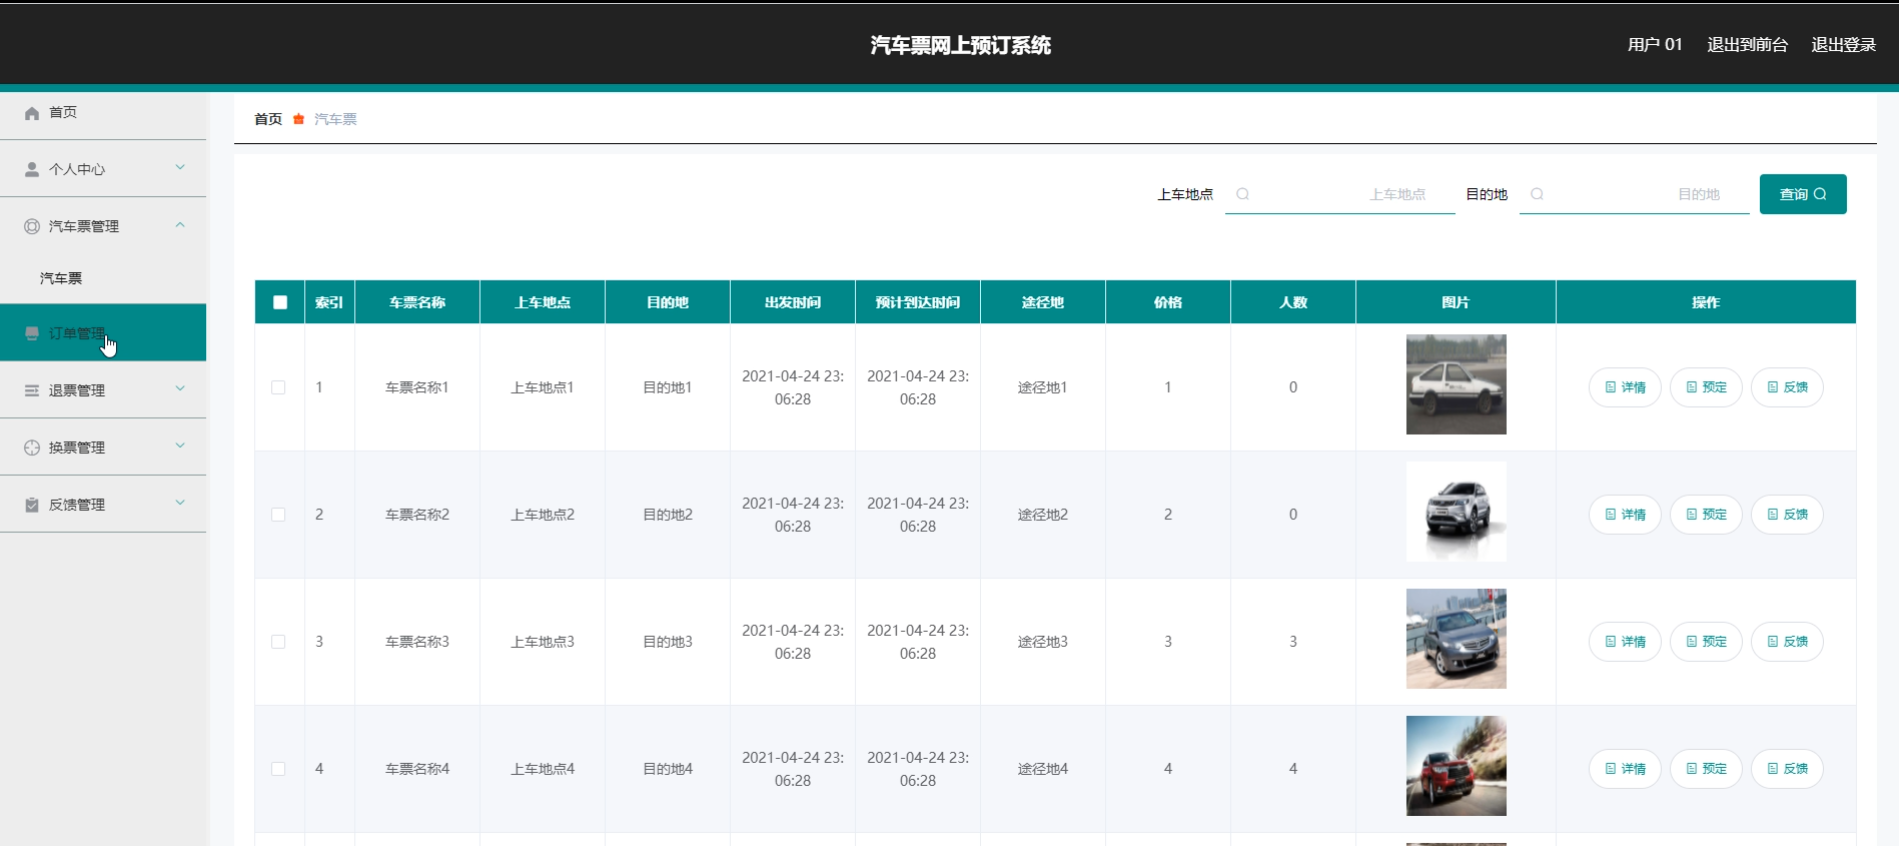 汽车票网上预订系统
用户 01 退出到前台 退出登录
首页
个人中心
汽车票管理
汽车票
订单管理
退票管理
换票管理
反馈管理
首页 汽车票
上车地点 上车地点 目的地 目的地 查询
索引 车票名称 上车地点 目的地 出发时间 预计到达时间 途径地 价格 人数 图片 操作
1 车票名称1 上车地点1 目的地1 2021-04-24 23: 2021-04-24 23: 途径地1 1 0 详情 预定 反馈
06:28 06:28
2 车票名称2 上车地点2 目的地2 2021-04-24 23: 2021-04-24 23: 途径地2 2 0 详情 预定 反馈
06:28 06:28
3 车票名称3 上车地点3 目的地3 2021-04-24 23: 2021-04-24 23: 途径地3 3 3 详情 预定 反馈
06:28 06:28
4 车票名称4 上车地点4 目的地4 2021-04-24 23: 2021-04-24 23: 途径地4 4 4 详情 预定 反馈
06:28 06:28